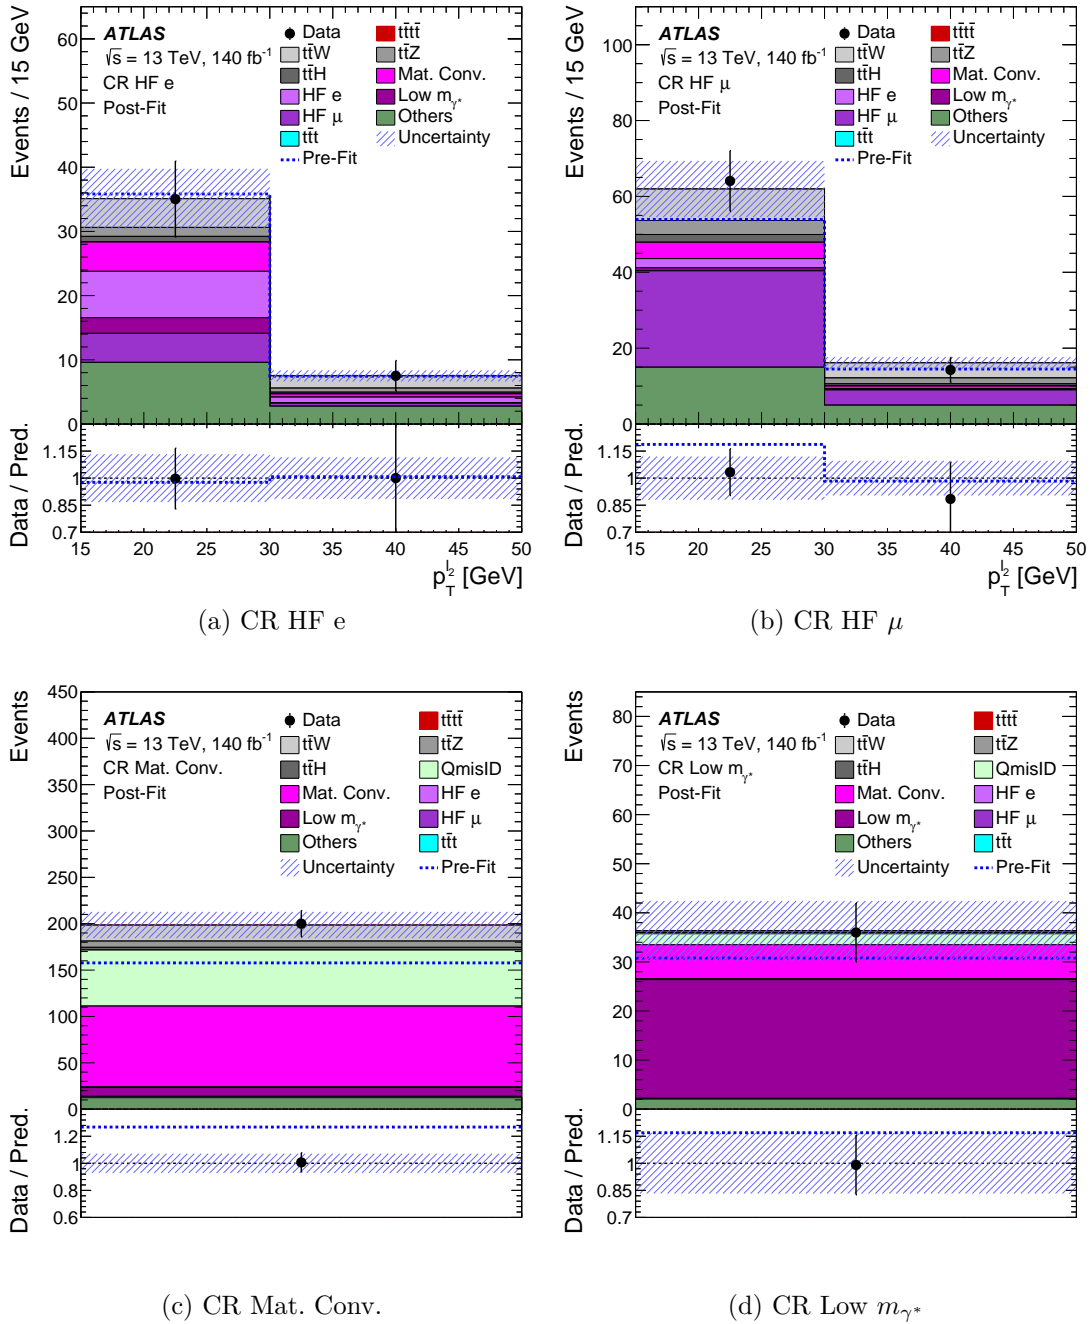 Events / 15 GeV
60
50
40
30
20
10
0
ATLAS
√s = 13 TeV, 140 fb⁻¹
CR HF e
Post-Fit
Data
tt̄W
tt̄H
HF e
HF μ
tt̄t
Pre-Fit
tt̄tt̄
tt̄Z
Mat. Conv.
Low mγ*
Others
Uncertainty
Data / Pred.
1.15
1
0.85
0.7
15 20 25 30 35 40 45 50
p_T^{l_2} [GeV]
(a) CR HF e
Events / 15 GeV
100
80
60
40
20
0
ATLAS
√s = 13 TeV, 140 fb⁻¹
CR HF μ
Post-Fit
Data
tt̄W
tt̄H
HF e
HF μ
tt̄t
Pre-Fit
tt̄tt̄
tt̄Z
Mat. Conv.
Low mγ*
Others
Uncertainty
Data / Pred.
1.15
1
0.85
0.7
15 20 25 30 35 40 45 50
p_T^{l_2} [GeV]
(b) CR HF μ
Events
450
400
350
300
250
200
150
100
50
0
ATLAS
√s = 13 TeV, 140 fb⁻¹
CR Mat. Conv.
Post-Fit
Data
tt̄W
tt̄H
Mat. Conv.
Low mγ*
Others
Uncertainty
tt̄tt̄
tt̄Z
QmisID
HF e
HF μ
tt̄t
Pre-Fit
Data / Pred.
1.2
1
0.8
0.6
(c) CR Mat. Conv.
Events
80
70
60
50
40
30
20
10
0
ATLAS
√s = 13 TeV, 140 fb⁻¹
CR Low mγ*
Post-Fit
Data
tt̄W
tt̄H
Mat. Conv.
Low mγ*
Others
Uncertainty
tt̄tt̄
tt̄Z
QmisID
HF e
HF μ
tt̄t
Pre-Fit
Data / Pred.
1.15
1
0.85
0.7
(d) CR Low mγ*